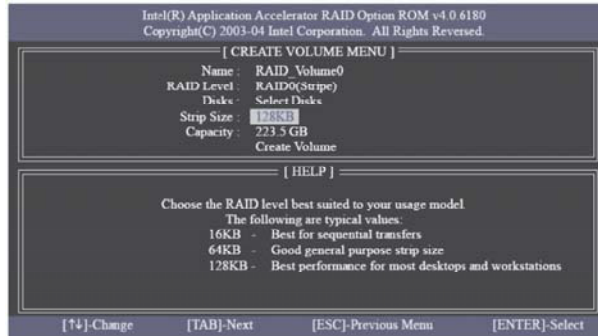 Intel(R) Application Accelerator RAID Option ROM v4.0.6180
Copyright(C) 2003-04 Intel Corporation. All Rights Reversed.
[ CREATE VOLUME MENU ]
Name : RAID_Volume0
RAID Level : RAID0(Stripe)
Disks : Select Disks
Strip Size : 128KB
Capacity : 223.5 GB
Create Volume
[ HELP ]
Choose the RAID level best suited to your usage model.
The following are typical values:
16KB - Best for sequential transfers
64KB - Good general purpose strip size
128KB - Best performance for most desktops and workstations
[↑↓]-Change [TAB]-Next [ESC]-Previous Menu [ENTER]-Select